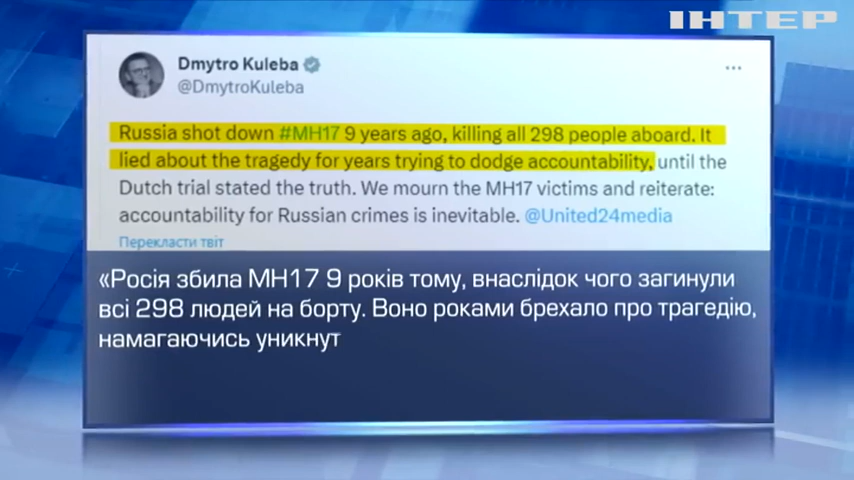 ІНТЕР
Dmytro Kuleba
@DmytroKuleba
Russia shot down #MH17 9 years ago, killing all 298 people aboard. It
lied about the tragedy for years trying to dodge accountability, until the
Dutch trial stated the truth. We mourn the MH17 victims and reiterate:
accountability for Russian crimes is inevitable. @United24media
Перекласти твіт
«Росія збила МН17 9 років тому, внаслідок чого загинули
всі 298 людей на борту. Воно роками брехало про трагедію,
намагаючись уникнут